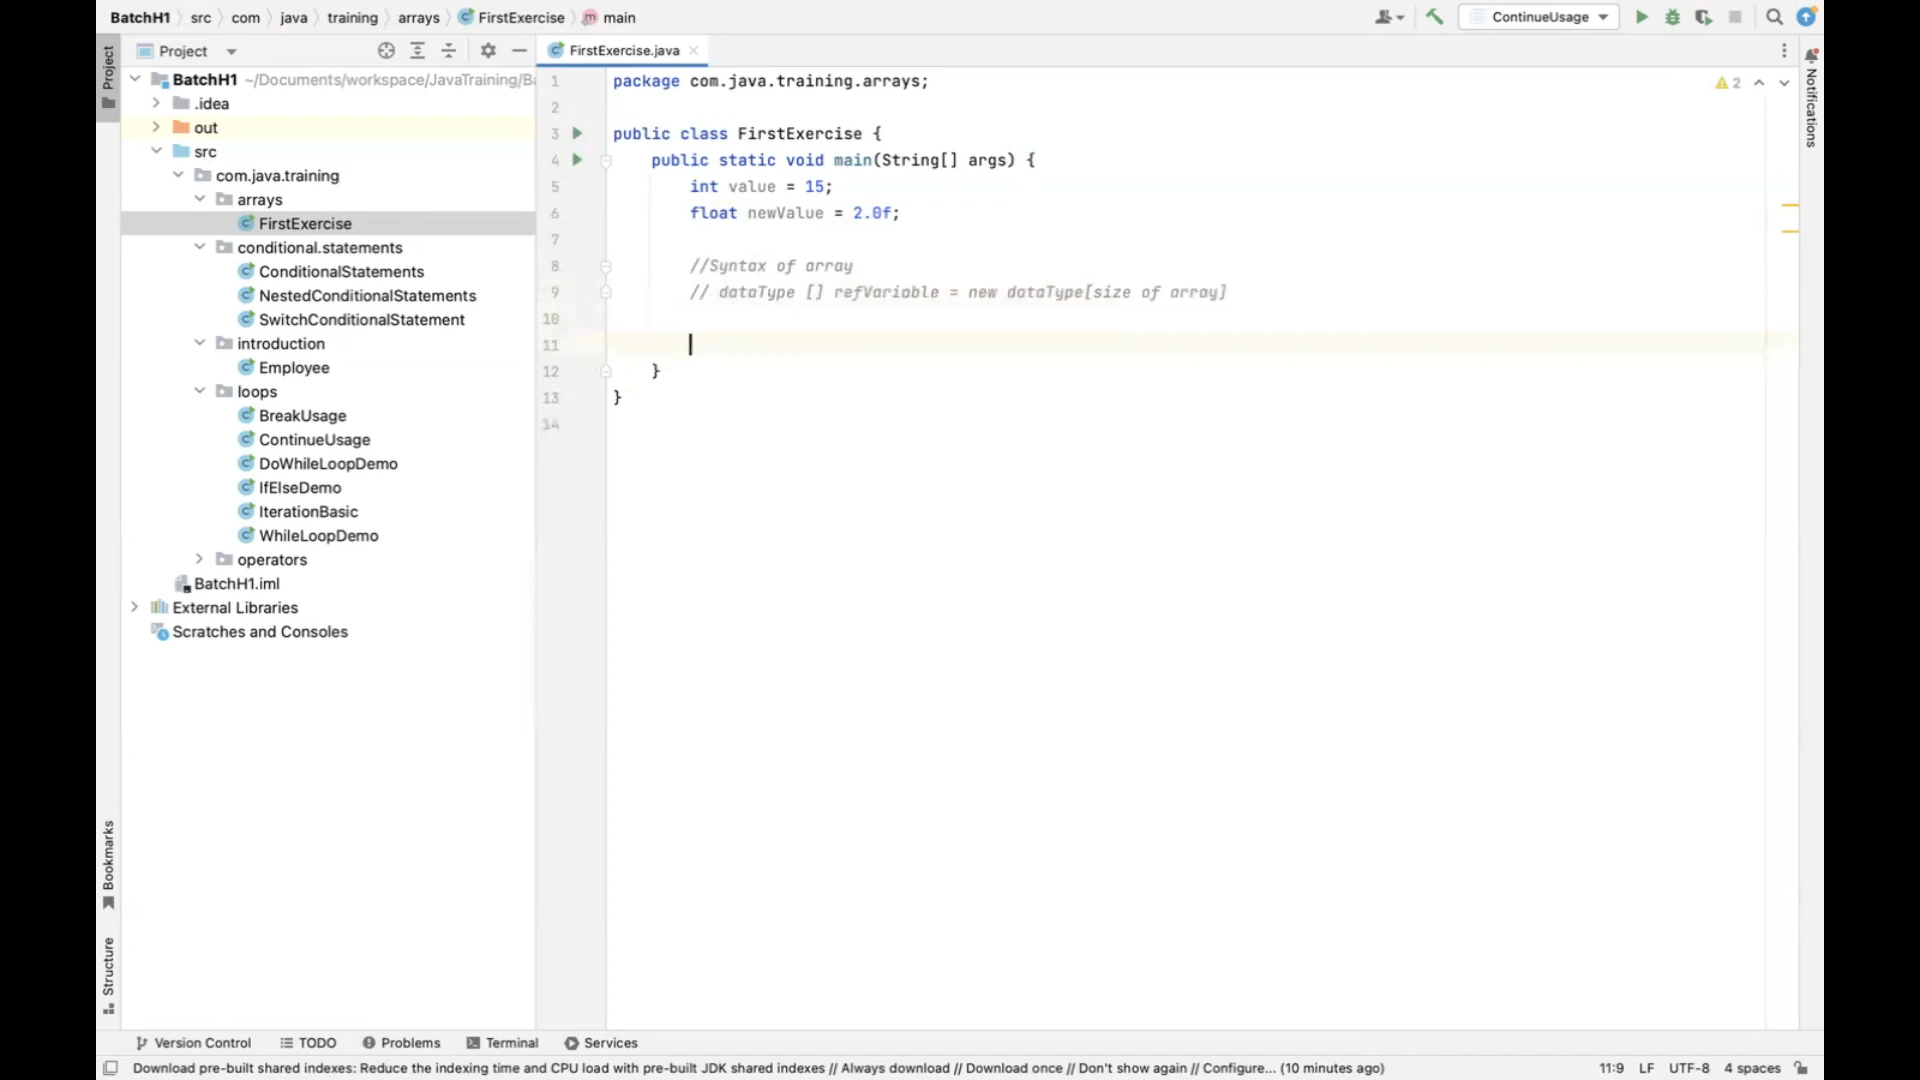 BatchH1 src com java training arrays FirstExercise main ContinueUsage
Project FirstExercise.java
Project
Notifications
Bookmarks
Structure
BatchH1 ~/Documents/workspace/JavaTraining/Ba
.idea
out
src
com.java.training
arrays
FirstExercise
conditional.statements
ConditionalStatements
NestedConditionalStatements
SwitchConditionalStatement
introduction
Employee
loops
BreakUsage
ContinueUsage
DoWhileLoopDemo
IfElseDemo
IterationBasic
WhileLoopDemo
operators
BatchH1.iml
External Libraries
Scratches and Consoles
1 package com.java.training.arrays; 2
2
3 public class FirstExercise {
4 public static void main(String[] args) {
5 int value = 15;
6 float newValue = 2.0f;
7
8 //Syntax of array
9 // dataType [] refVariable = new dataType[size of array]
10
11
12 }
13 }
14
Version Control TODO Problems Terminal Services
Download pre-built shared indexes: Reduce the indexing time and CPU load with pre-built JDK shared indexes // Always download // Download once // Don't show again // Configure... (10 minutes ago) 11:9 LF UTF-8 4 spaces